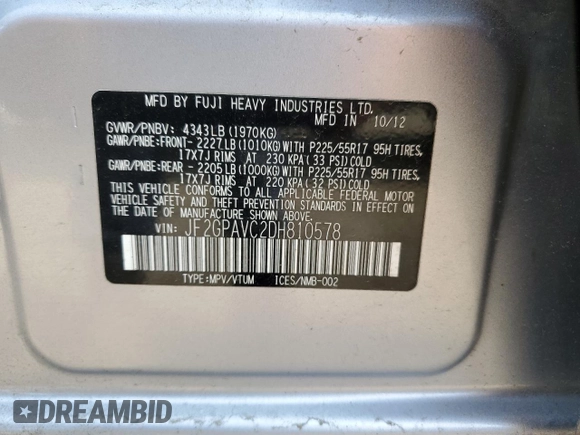 MFD BY FUJI HEAVY INDUSTRIES LTD.
MFD IN 10/12
GVWR/PNBV: 4343LB (1970KG)
GAWR/PNBE:FRONT- 2227LB(1010KG)WITH P225/55R17 95H TIRES,
17X7J RIMS AT 230 KPA(33 PSI)COLD
GAWR/PNBE:REAR - 2205LB(1000KG)WITH P225/55R17 95H TIRES,
17X7J RIMS AT 220 KPA(32 PSI)COLD
THIS VEHICLE CONFORMS TO ALL APPLICABLE FEDERAL MOTOR
VEHICLE SAFETY AND THEFT PREVENTION STANDARDS IN EFFECT
ON THE DATE OF MANUFACTURE SHOWN ABOVE.
VIN: JF2GPAVC2DH810578
TYPE:MPV/VTUM ICES/NMB-002
DREAMBID